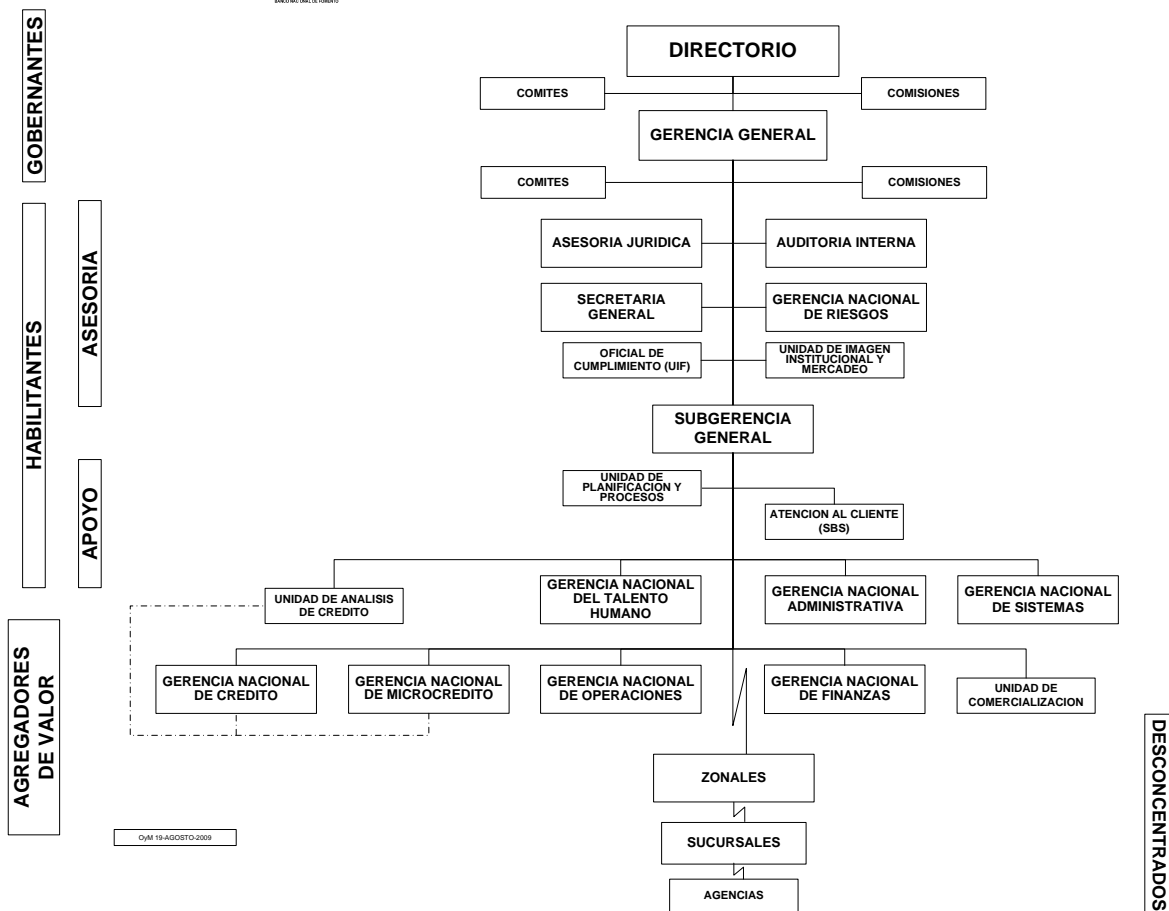 BANCO NACIONAL DE FOMENTO
GOBERNANTES
DIRECTORIO
COMITES
COMISIONES
GERENCIA GENERAL
COMITES
COMISIONES
HABILITANTES
ASESORIA
ASESORIA JURIDICA
AUDITORIA INTERNA
SECRETARIA
GENERAL
GERENCIA NACIONAL
DE RIESGOS
OFICIAL DE
CUMPLIMIENTO (UIF)
UNIDAD DE IMAGEN
INSTITUCIONAL Y
MERCADEO
SUBGERENCIA
GENERAL
APOYO
UNIDAD DE
PLANIFICACION Y
PROCESOS
ATENCION AL CLIENTE
(SBS)
UNIDAD DE ANALISIS
DE CREDITO
GERENCIA NACIONAL
DEL TALENTO
HUMANO
GERENCIA NACIONAL
ADMINISTRATIVA
GERENCIA NACIONAL
DE SISTEMAS
AGREGADORES
DE VALOR
GERENCIA NACIONAL
DE CREDITO
GERENCIA NACIONAL
DE MICROCREDITO
GERENCIA NACIONAL
DE OPERACIONES
GERENCIA NACIONAL
DE FINANZAS
UNIDAD DE
COMERCIALIZACION
DESCONCENTRADOS
ZONALES
OyM 19-AGOSTO-2009
SUCURSALES
AGENCIAS